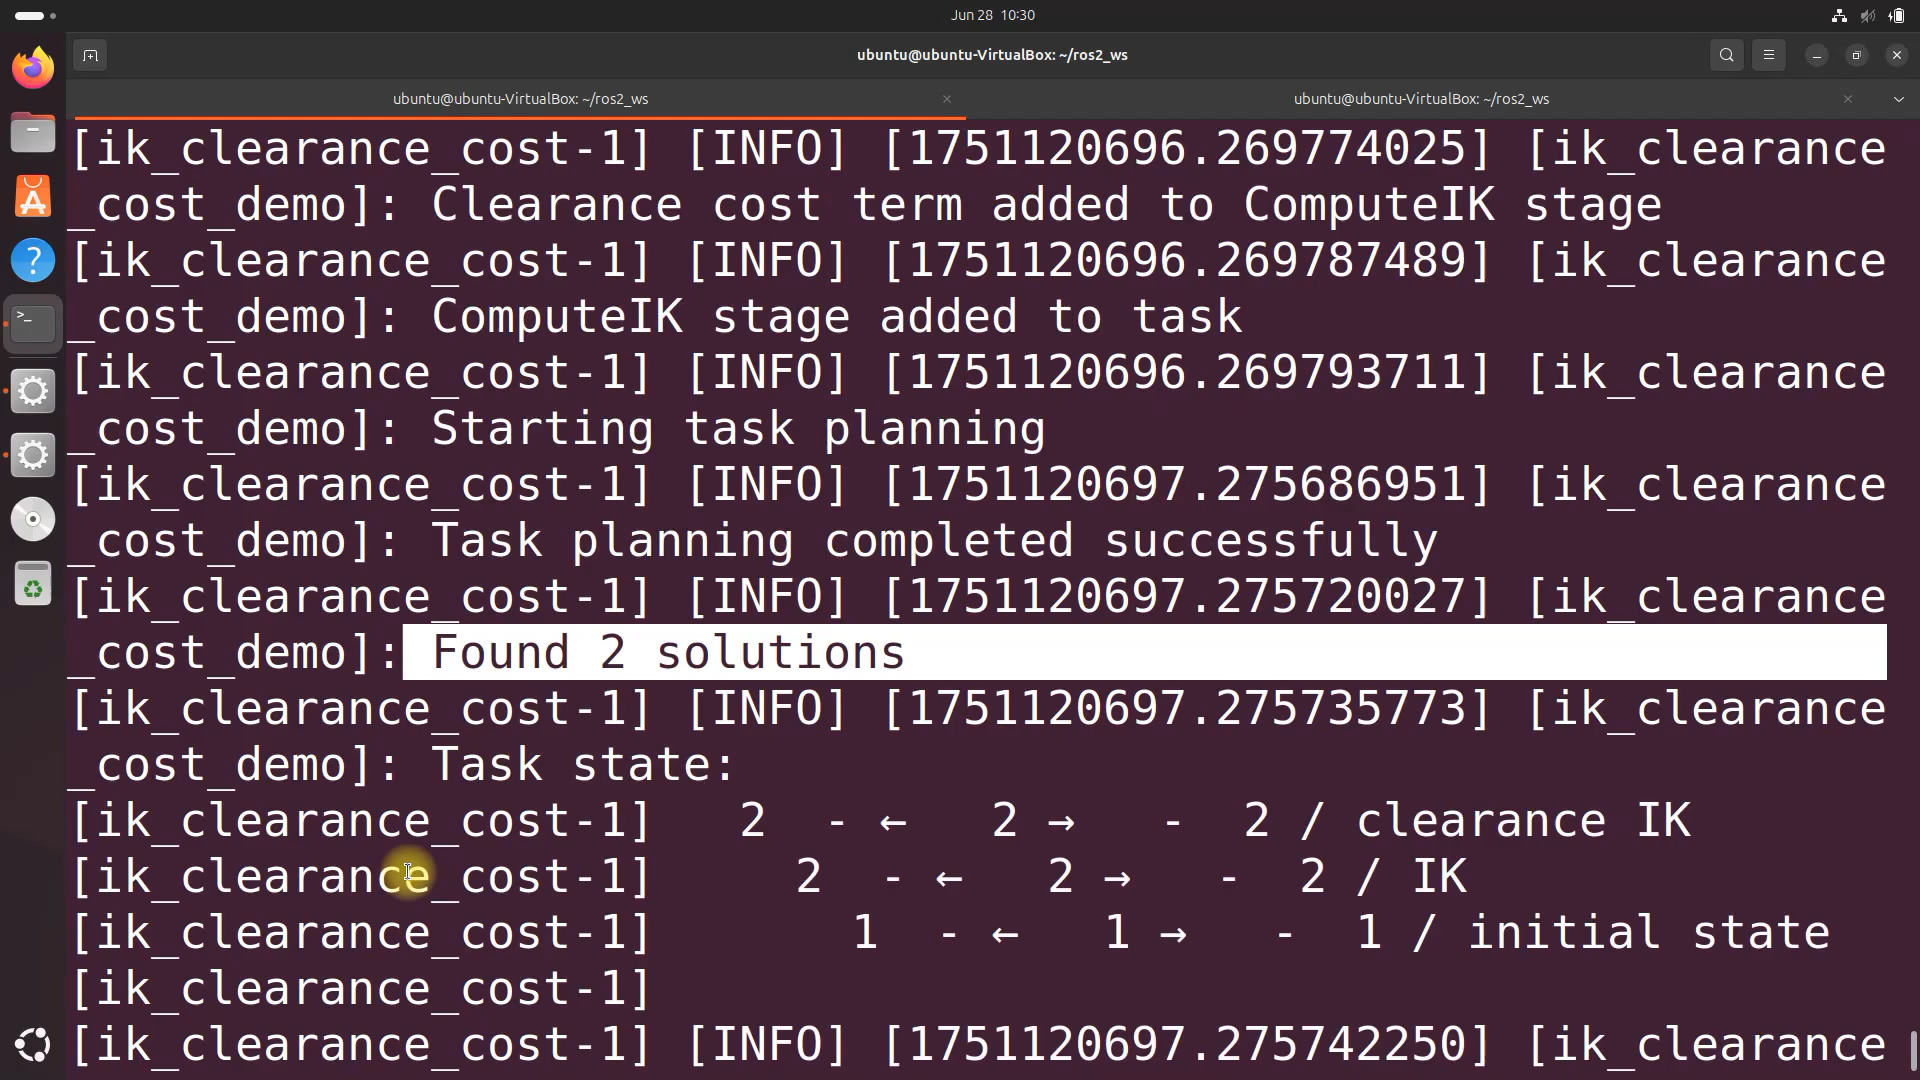 Jun 28 10:30
ubuntu@ubuntu-VirtualBox: ~/ros2_ws
ubuntu@ubuntu-VirtualBox: ~/ros2_ws
ubuntu@ubuntu-VirtualBox: ~/ros2_ws
[ik_clearance_cost-1] [INFO] [1751120696.269774025] [ik_clearance
_cost_demo]: Clearance cost term added to ComputeIK stage
[ik_clearance_cost-1] [INFO] [1751120696.269787489] [ik_clearance
_cost_demo]: ComputeIK stage added to task
[ik_clearance_cost-1] [INFO] [1751120696.269793711] [ik_clearance
_cost_demo]: Starting task planning
[ik_clearance_cost-1] [INFO] [1751120697.275686951] [ik_clearance
_cost_demo]: Task planning completed successfully
[ik_clearance_cost-1] [INFO] [1751120697.275720027] [ik_clearance
_cost_demo]: Found 2 solutions
[ik_clearance_cost-1] [INFO] [1751120697.275735773] [ik_clearance
_cost_demo]: Task state:
[ik_clearance_cost-1]   2  - ←   2 →   -  2 / clearance IK
[ik_clearance_cost-1]     2  - ←   2 →   -  2 / IK
[ik_clearance_cost-1]       1  - ←   1 →   -  1 / initial state
[ik_clearance_cost-1]
[ik_clearance_cost-1] [INFO] [1751120697.275742250] [ik_clearance